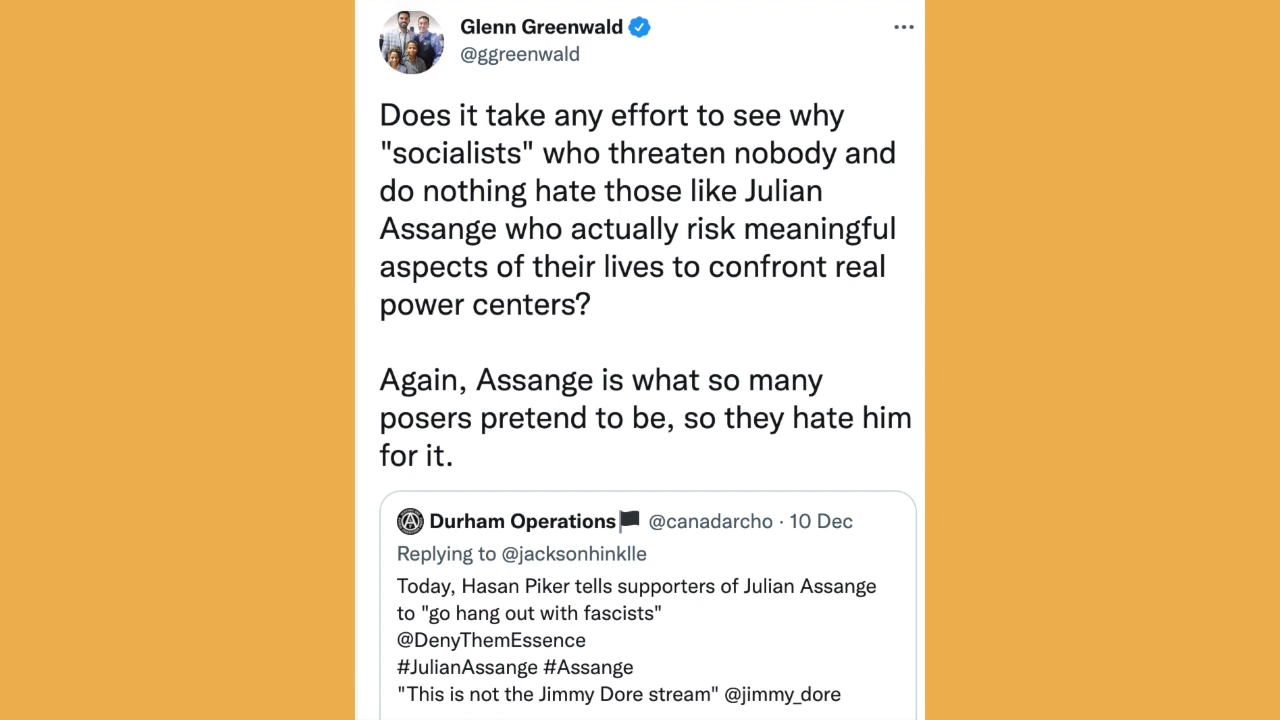 Glenn Greenwald
@ggreenwald
Does it take any effort to see why
"socialists" who threaten nobody and
do nothing hate those like Julian
Assange who actually risk meaningful
aspects of their lives to confront real
power centers?
Again, Assange is what so many
posers pretend to be, so they hate him
for it.
Durham Operations🏴 @canadarcho · 10 Dec
Replying to @jacksonhinklle
Today, Hasan Piker tells supporters of Julian Assange
to "go hang out with fascists"
@DenyThemEssence
#JulianAssange #Assange
"This is not the Jimmy Dore stream" @jimmy_dore